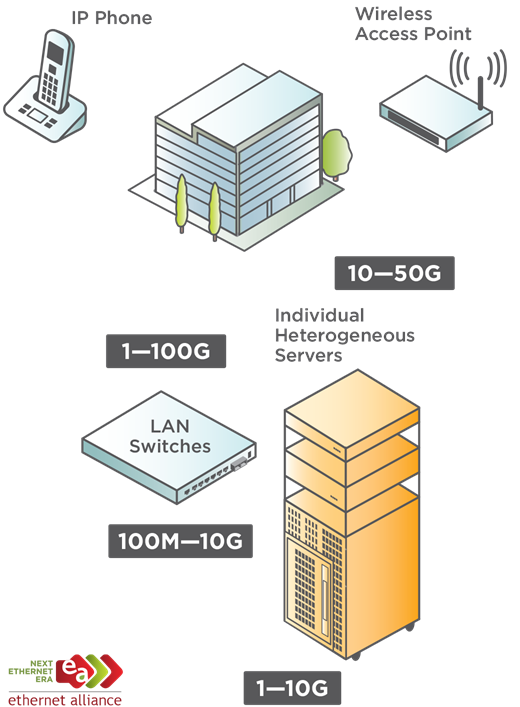 IP Phone
Wireless
Access Point
10—50G
Individual
Heterogeneous
Servers
1—100G
LAN
Switches
100M—10G
1—10G
NEXT
ETHERNET
ERA
ea
ethernet alliance